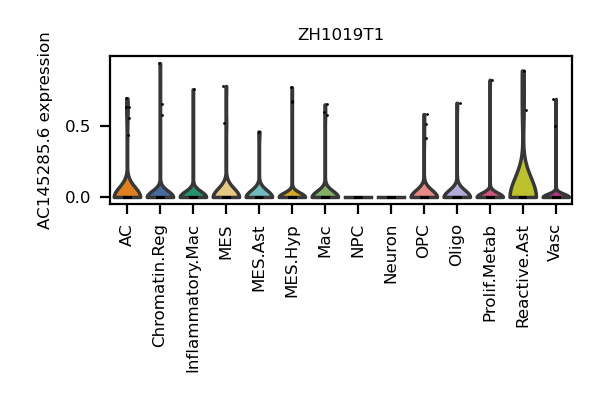 ZH1019T1
AC145285.6 expression
0.5
0.0
AC
Chromatin.Reg
Inflammatory.Mac
MES
MES.Ast
MES.Hyp
Mac
NPC
Neuron
OPC
Oligo
Prolif.Metab
Reactive.Ast
Vasc